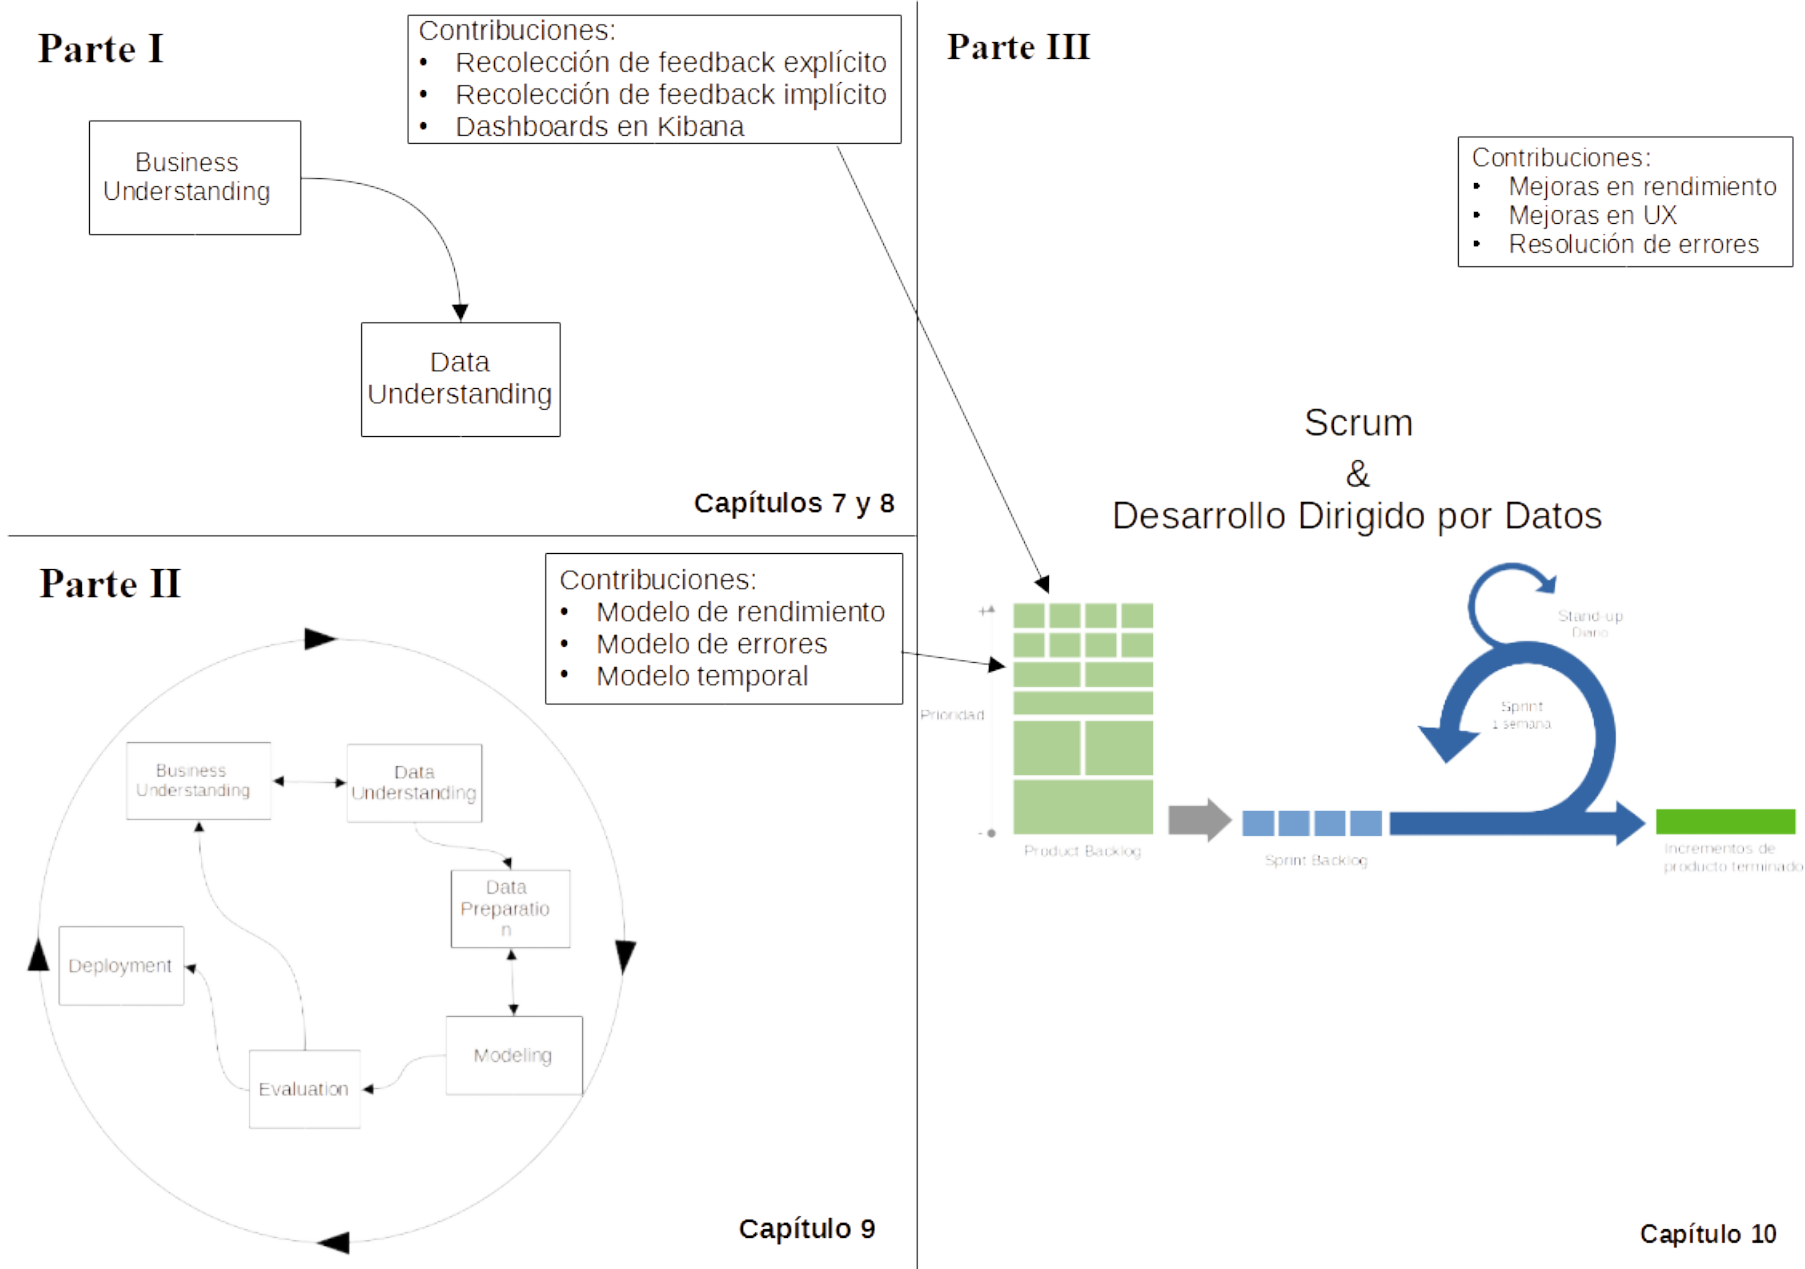 Parte I
Contribuciones:
• Recolección de feedback explícito
• Recolección de feedback implícito
• Dashboards en Kibana
Business
Understanding
Data
Understanding
Capítulos 7 y 8
Parte II
Contribuciones:
• Modelo de rendimiento
• Modelo de errores
• Modelo temporal
Business
Understanding
Data
Understanding
Data
Preparatio
n
Deployment
Modeling
Evaluation
Capítulo 9
Parte III
Contribuciones:
• Mejoras en rendimiento
• Mejoras en UX
• Resolución de errores
Scrum
&
Desarrollo Dirigido por Datos
Stand-up
Diario
Sprint
1 semana
+
Prioridad
-
Product Backlog
Sprint Backlog
Incrementos de
producto terminado
Capítulo 10